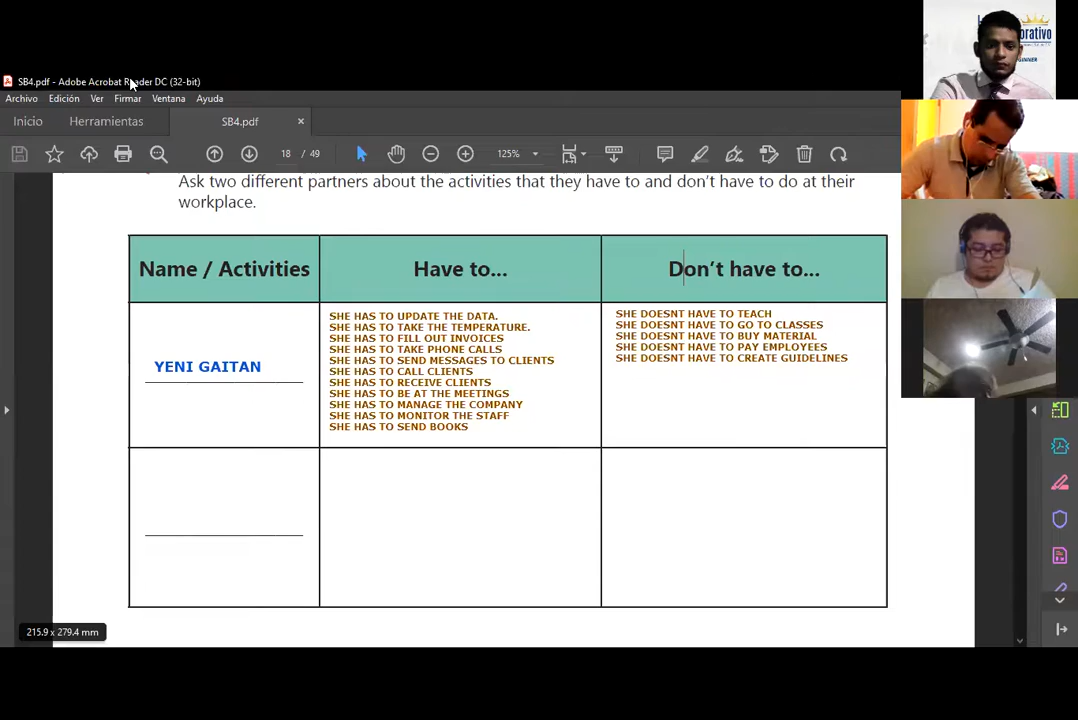 SB4.pdf - Adobe Acrobat Reader DC (32-bit)
Archivo Edición Ver Firmar Ventana Ayuda
Inicio Herramientas SB4.pdf ×
18 / 49 125%
Ask two different partners about the activities that they have to and don't have to do at their
workplace.
Name / Activities Have to... Don't have to...
YENI GAITAN
SHE HAS TO UPDATE THE DATA.
SHE HAS TO TAKE THE TEMPERATURE.
SHE HAS TO FILL OUT INVOICES
SHE HAS TO TAKE PHONE CALLS
SHE HAS TO SEND MESSAGES TO CLIENTS
SHE HAS TO CALL CLIENTS
SHE HAS TO RECEIVE CLIENTS
SHE HAS TO BE AT THE MEETINGS
SHE HAS TO MANAGE THE COMPANY
SHE HAS TO MONITOR THE STAFF
SHE HAS TO SEND BOOKS
SHE DOESNT HAVE TO TEACH
SHE DOESNT HAVE TO GO TO CLASSES
SHE DOESNT HAVE TO BUY MATERIAL
SHE DOESNT HAVE TO PAY EMPLOYEES
SHE DOESNT HAVE TO CREATE GUIDELINES
215.9 x 279.4 mm